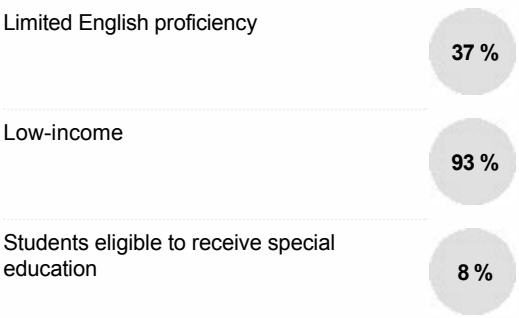 Limited English proficiency
37 %
Low-income
93 %
Students eligible to receive special
education
8 %